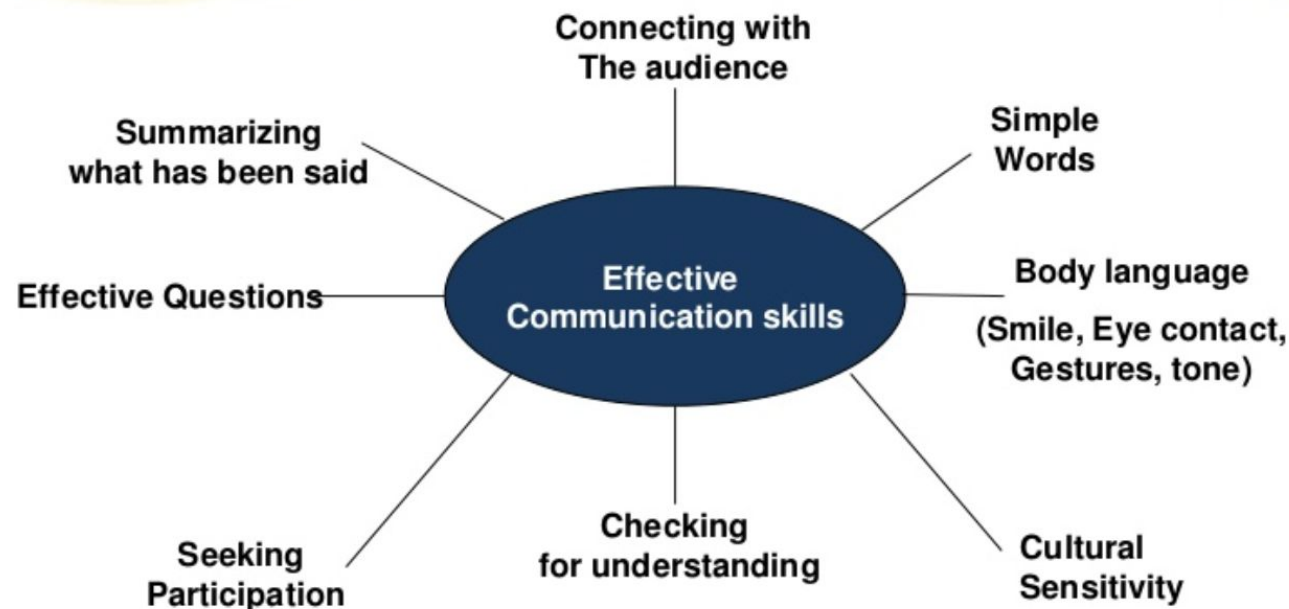 Connecting with
The audience
Summarizing
what has been said
Simple
Words
Effective Questions
Effective
Communication skills
Body language
(Smile, Eye contact,
Gestures, tone)
Seeking
Participation
Checking
for understanding
Cultural
Sensitivity